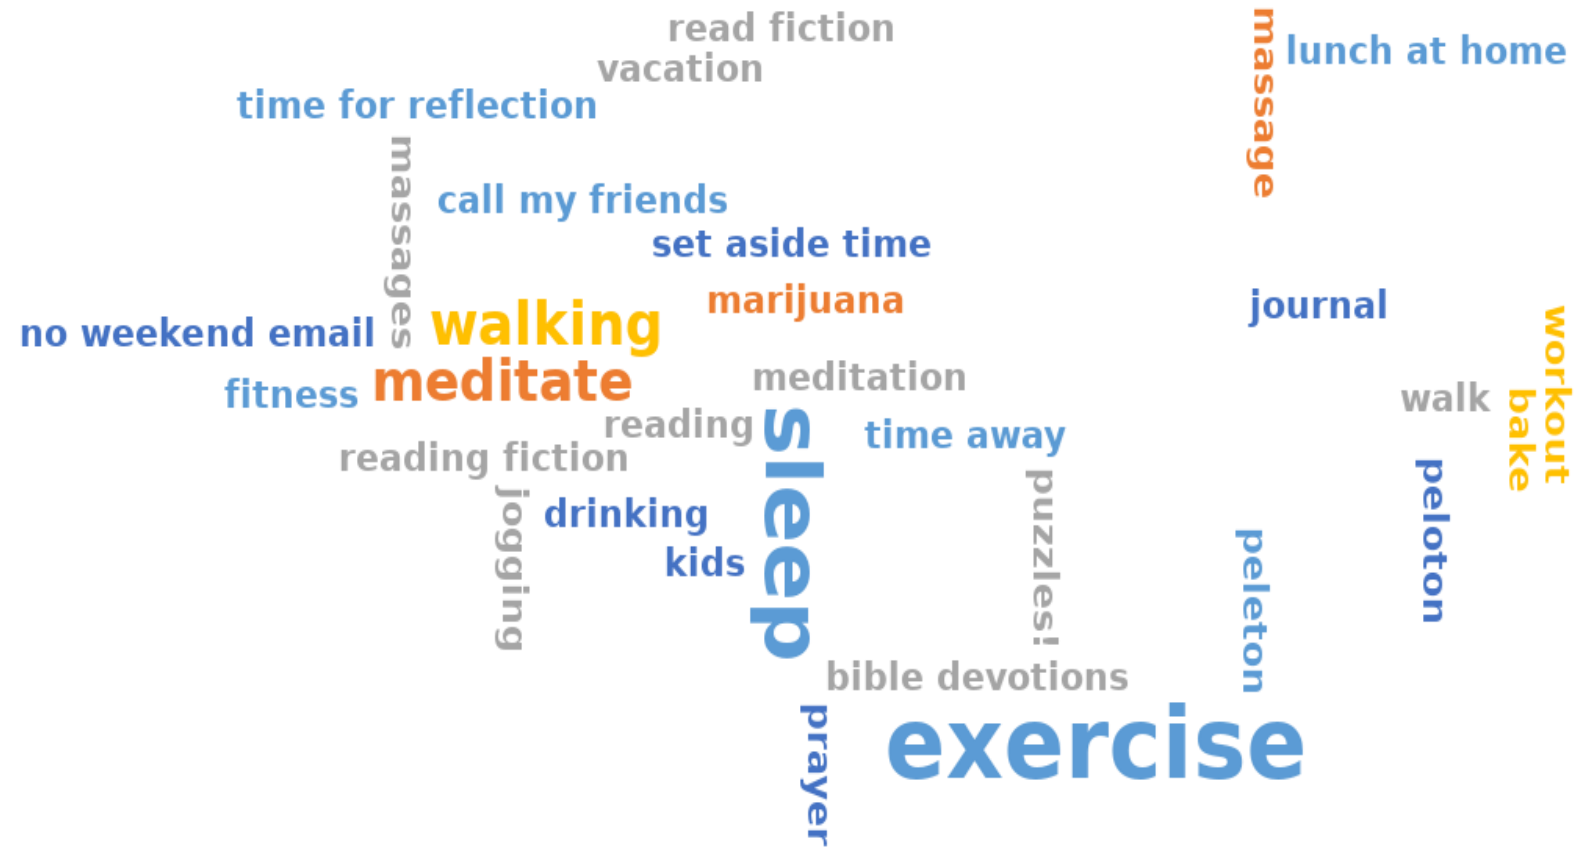 read fiction
massage
lunch at home
vacation
time for reflection
massages
call my friends
set aside time
marijuana
journal
no weekend email
walking
workout
meditate
meditation
fitness
walk
bake
reading
sleep
time away
reading fiction
peloton
puzzles!
jogging
drinking
peleton
kids
bible devotions
prayer
exercise